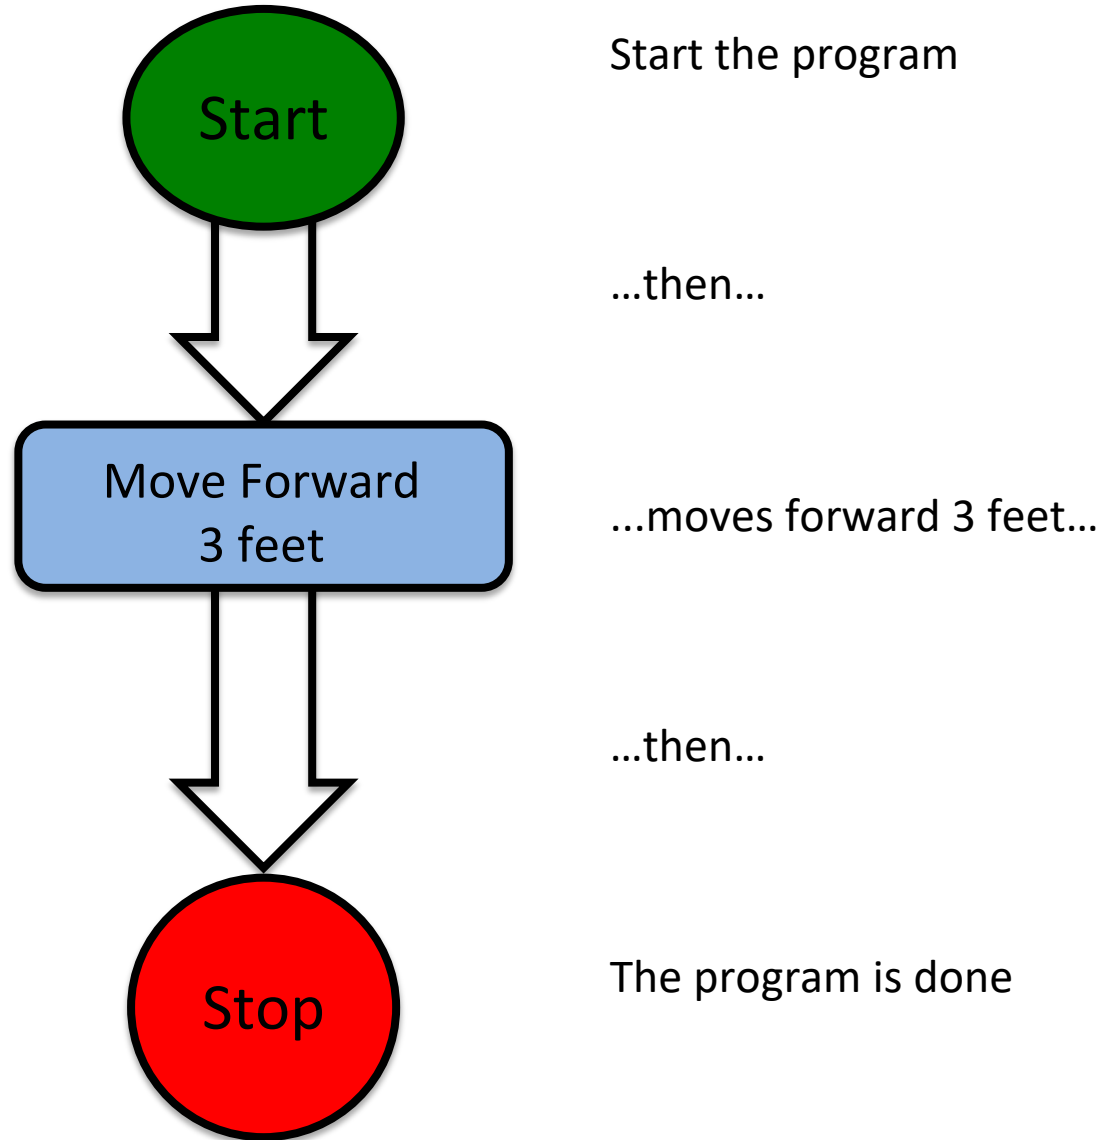 Start
Start the program
…then…
Move Forward
3 feet
...moves forward 3 feet…
…then…
Stop
The program is done